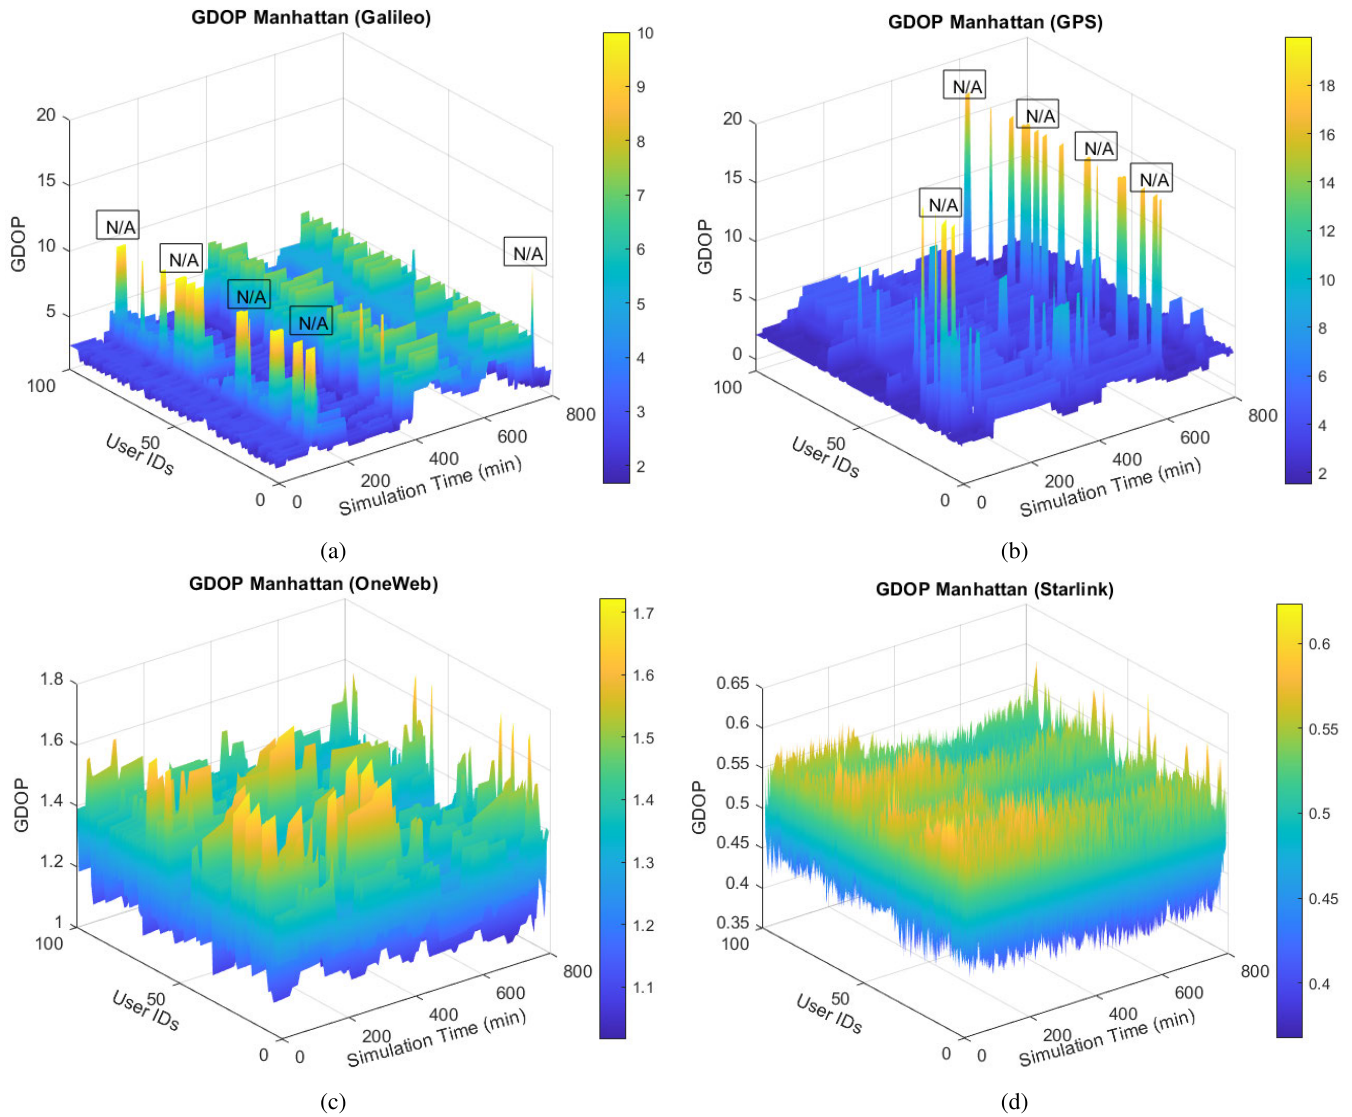 GDOP Manhattan (Galileo)
20
15
10
5
GDOP
100
50
0
User IDs
0
200
400
600
800
Simulation Time (min)
N/A
N/A
N/A
N/A
N/A
10
9
8
7
6
5
4
3
2
(a)
GDOP Manhattan (GPS)
20
15
10
5
0
GDOP
100
50
0
User IDs
0
200
400
600
800
Simulation Time (min)
N/A
N/A
N/A
N/A
N/A
18
16
14
12
10
8
6
4
2
(b)
GDOP Manhattan (OneWeb)
1.8
1.6
1.4
1.2
1
GDOP
100
50
0
User IDs
0
200
400
600
800
Simulation Time (min)
1.7
1.6
1.5
1.4
1.3
1.2
1.1
(c)
GDOP Manhattan (Starlink)
0.65
0.6
0.55
0.5
0.45
0.4
0.35
GDOP
100
50
0
User IDs
0
200
400
600
800
Simulation Time (min)
0.6
0.55
0.5
0.45
0.4
(d)